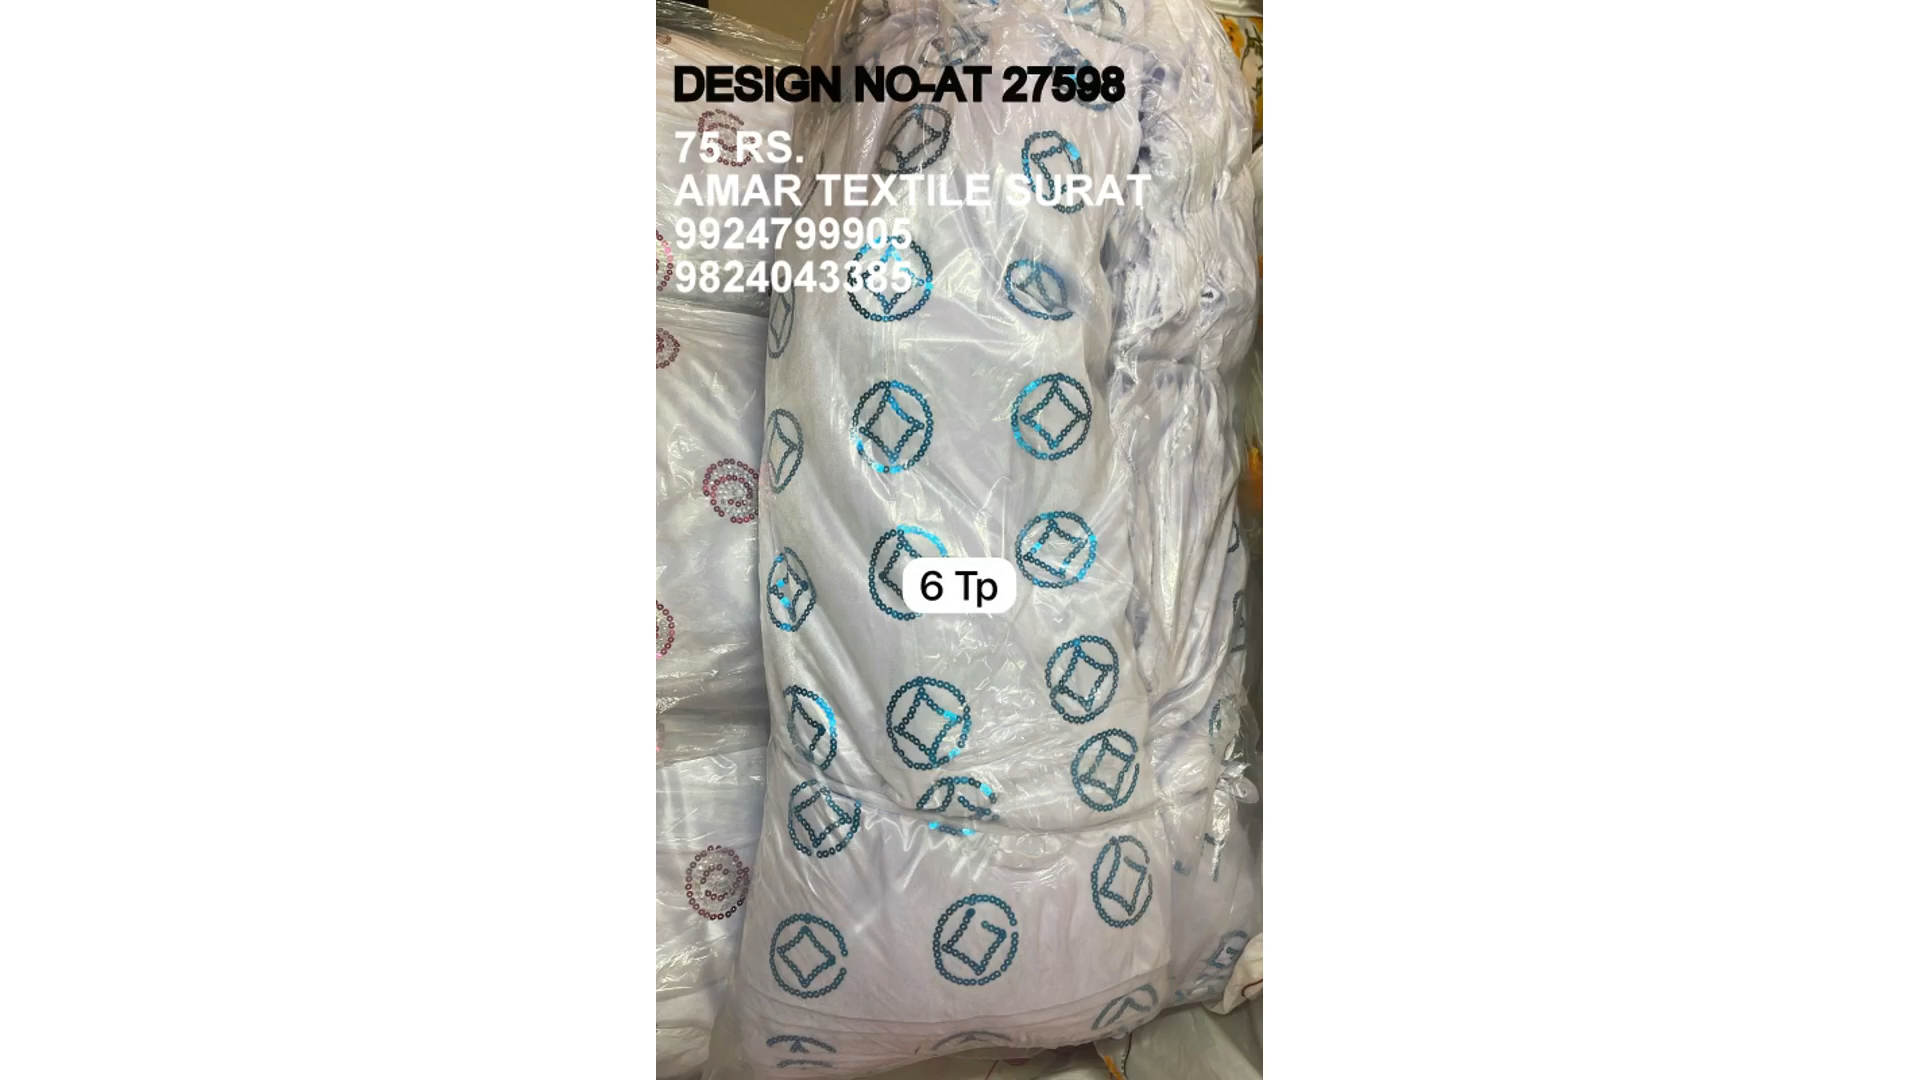 DESIGN NO-AT 27598
75 RS.
AMAR TEXTILE SURAT
9924799905
9824043385
6 Tp